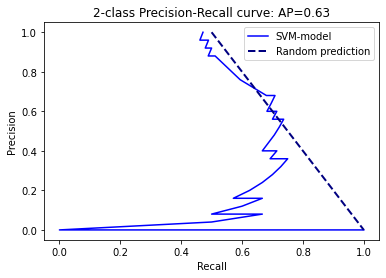 2-class Precision-Recall curve: AP=0.63
SVM-model
Random prediction
1.0
0.8
0.6
0.4
0.2
0.0
Precision
0.0 0.2 0.4 0.6 0.8 1.0
Recall